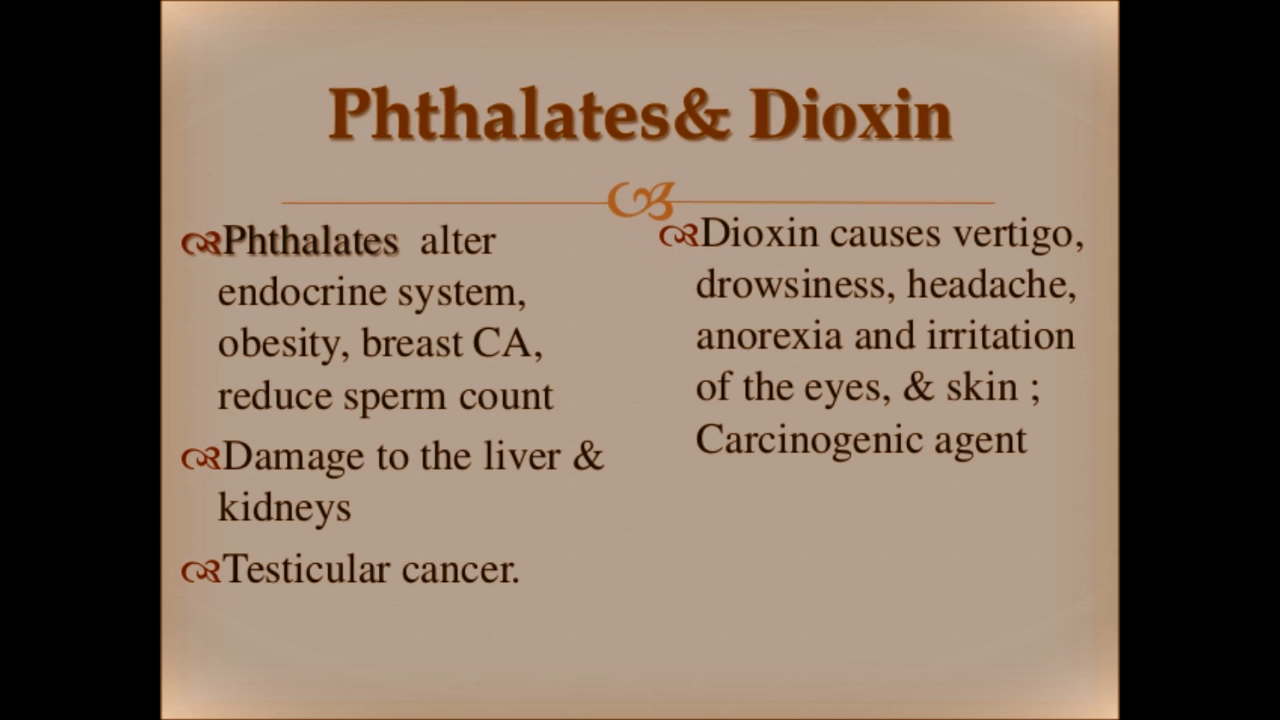 Phthalates& Dioxin
Phthalates alter
endocrine system,
obesity, breast CA,
reduce sperm count
Damage to the liver &
kidneys
Testicular cancer.
Dioxin causes vertigo,
drowsiness, headache,
anorexia and irritation
of the eyes, & skin ;
Carcinogenic agent